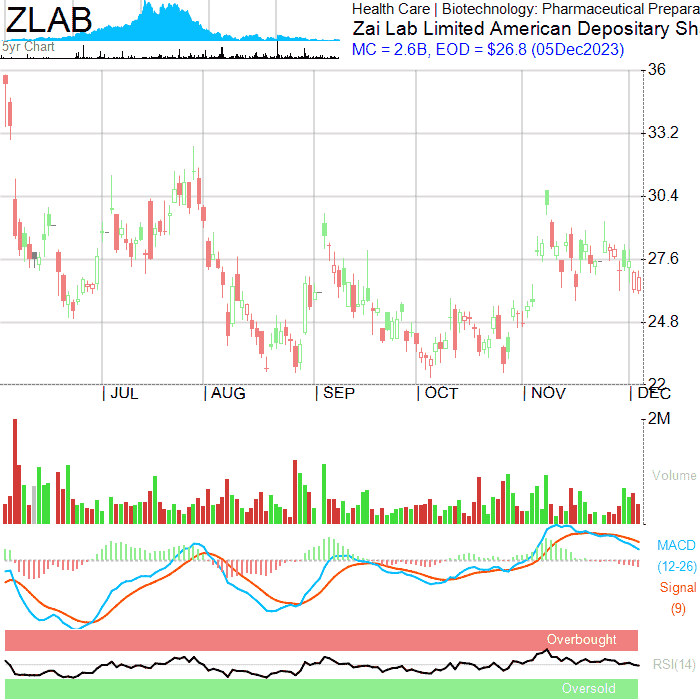 ZLAB
5yr Chart
Health Care | Biotechnology: Pharmaceutical Prepara
Zai Lab Limited American Depositary Sh
MC = 2.6B, EOD = $26.8 (05Dec2023)
36
33.2
30.4
27.6
24.8
22
| JUL | AUG | SEP | OCT | NOV | DEC
2M
Volume
MACD
(12-26)
Signal
(9)
Overbought
RSI(14)
Oversold